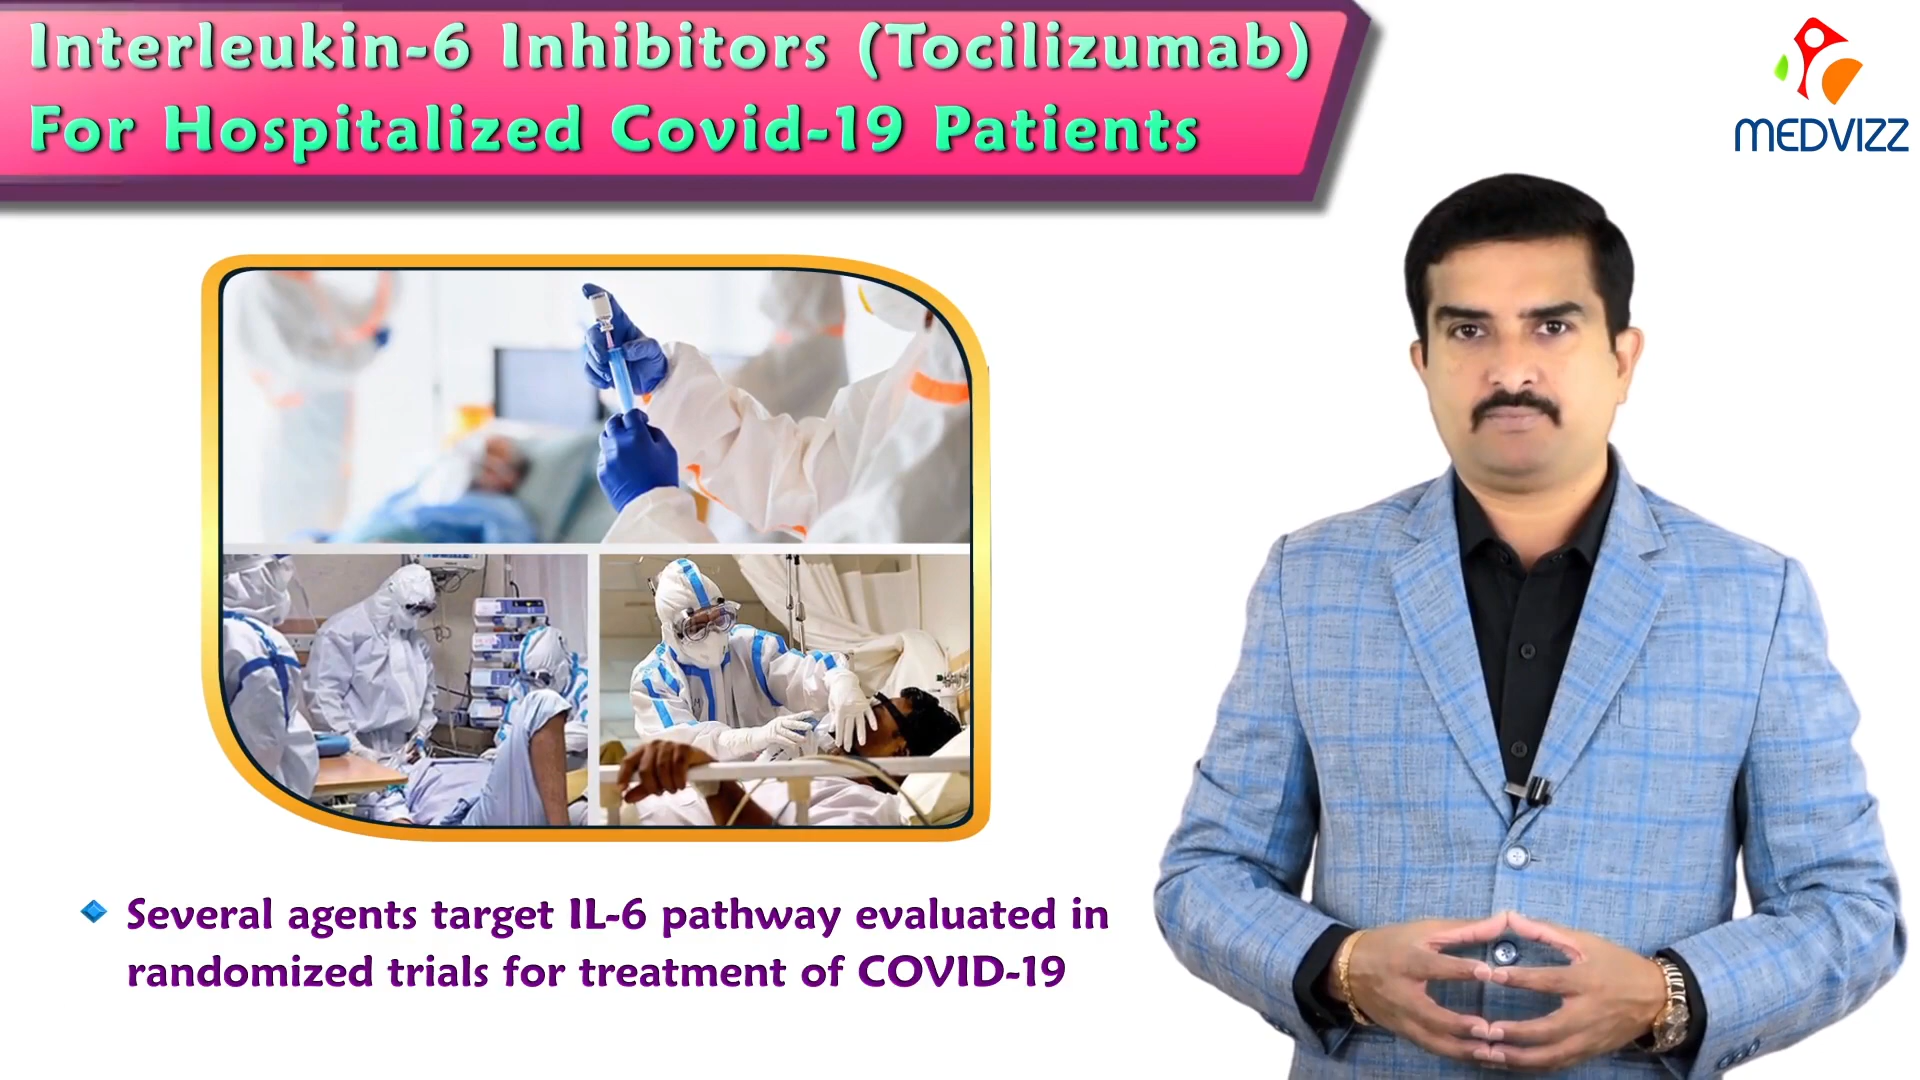 Interleukin-6 Inhibitors (Tocilizumab)
For Hospitalized Covid-19 Patients
MEDVIZZ
Several agents target IL-6 pathway evaluated in
randomized trials for treatment of COVID-19